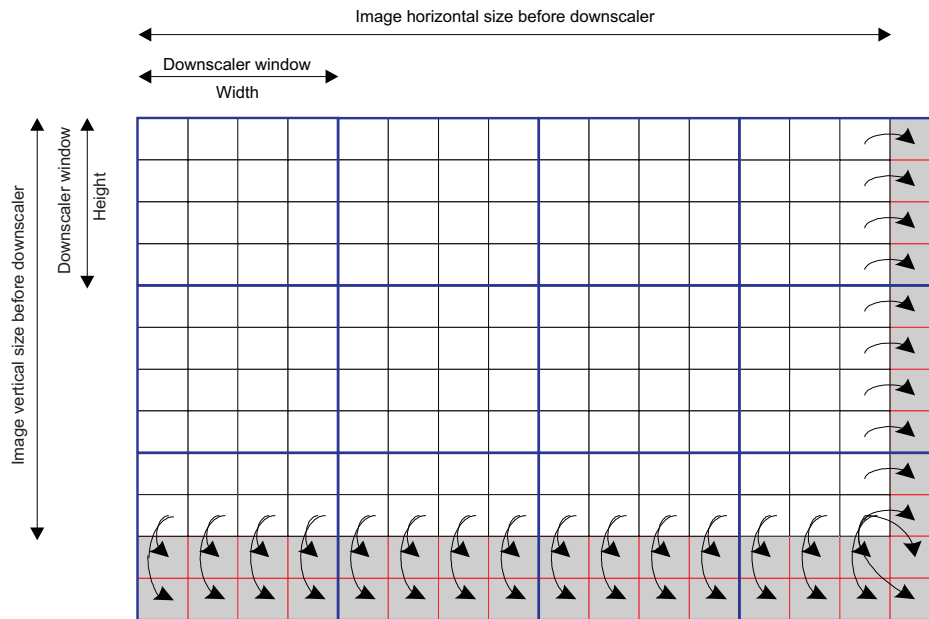 Image horizontal size before downscaler
Downscaler window
Width
Image vertical size before downscaler
Downscaler window
Height